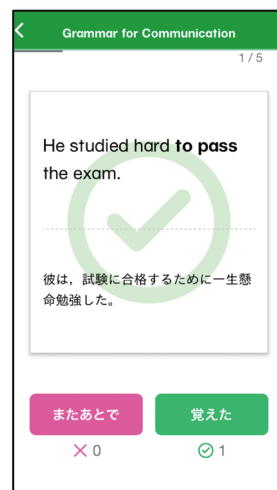 Grammar for Communication
1 / 5
He studied hard to pass
the exam.
彼は，試験に合格するために一生懸
命勉強した。
またあとで 覚えた
0 1